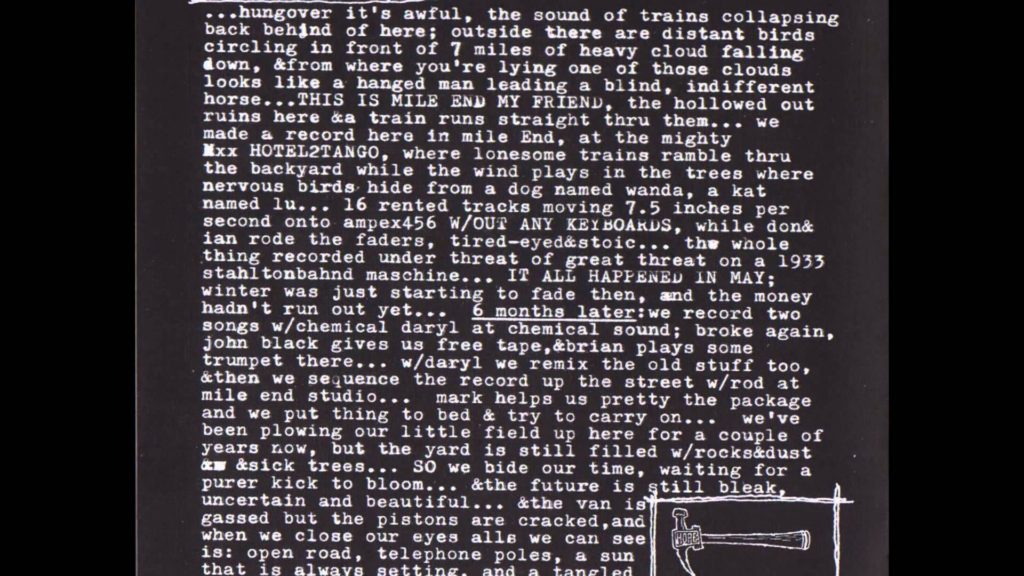 ...hungover it's awful, the sound of trains collapsing
back behind of here; outside there are distant birds
circling in front of 7 miles of heavy cloud falling
down, &from where you're lying one of those clouds
looks like a hanged man leading a blind, indifferent
horse...THIS IS MILE END MY FRIEND, the hollowed out
ruins here &a train runs straight thru them... we
made a record here in mile End, at the mighty
xx HOTEL2TANGO, where lonesome trains ramble thru
the backyard while the wind plays in the trees where
nervous birds hide from a dog named wanda, a kat
named lu... 16 rented tracks moving 7.5 inches per
second onto ampex456 W/OUT ANY KEYBOARDS, while don&
ian rode the faders, tired-eyed&stoic... the whole
thing recorded under threat of great threat on a 1933
stahltonbahnd maschine... IT ALL HAPPENED IN MAY;
winter was just starting to fade then, and the money
hadn't run out yet... 6 months later:we record two
songs w/chemical daryl at chemical sound; broke again,
john black gives us free tape,&brian plays some
trumpet there... w/daryl we remix the old stuff too,
&then we sequence the record up the street w/rod at
mile end studio... mark helps us pretty the package
and we put thing to bed & try to carry on... we've
been plowing our little field up here for a couple of
years now, but the yard is still filled w/rocks&dust
&sick trees... SO we bide our time, waiting for a
purer kick to bloom... &the future is still bleak,
uncertain and beautiful... &the van is
gassed but the pistons are cracked,and
when we close our eyes alls we can see
is: open road, telephone poles, a sun
that is always setting, and a tangled
HOPE